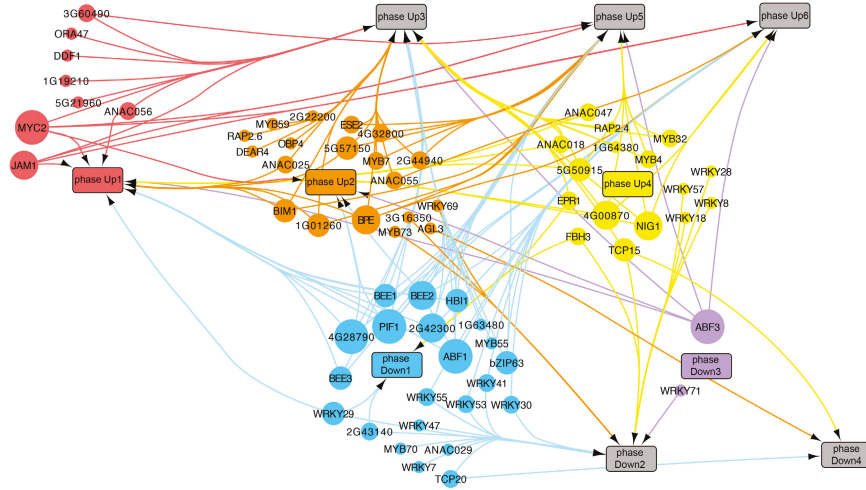 3G60490
phase Up3
phase Up5
phase Up6
ORA47
DDF1
1G19210
5G21960
ANAC056
MYC2
JAM1
phase Up1
2G22200
MYB59
ESE2
RAP2.6
4G32800
OBP4
DEAR4
5G57150
ANAC025
MYB7
2G44940
phase Up2
ANAC055
BIM1
1G01260
BPE
WRKY69
3G16350
MYB73
AGL3
ANAC047
RAP2.4
MYB32
ANAC018
1G64380
MYB4
5G50915
phase Up4
WRKY28
WRKY57
EPR1
WRKY8
4G00870
WRKY18
NIG1
FBH3
TCP15
BEE1
BEE2
HBI1
PIF1
4G28790
2G42300
1G63480
MYB55
ABF1
bZIP63
phase
Down1
BEE3
WRKY41
WRKY55
WRKY53
WRKY30
WRKY29
2G43140
WRKY47
MYB70
ANAC029
WRKY7
TCP20
ABF3
phase
Down3
WRKY71
phase
Down2
phase
Down4